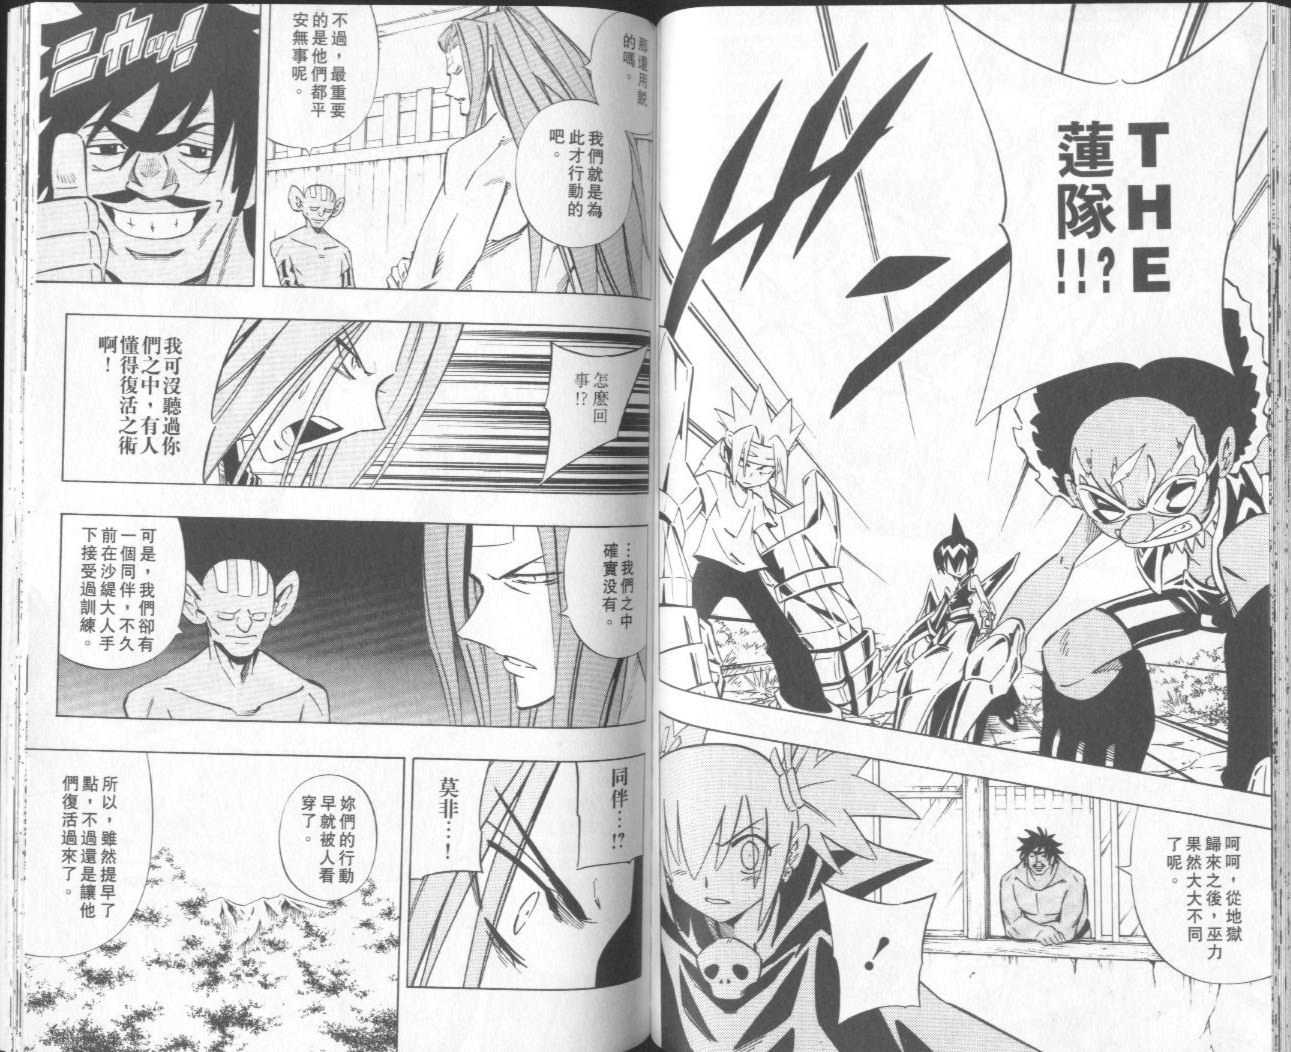 THE
蓮隊!!?
ドドン
呵呵，從地獄
歸來之後，巫力
果然大大不同
了呢。
！
那還用說
的嗎。
我們就是為
此才行動的
吧。
不過，最重要
的是他們都平
安無事呢。
ニカッ！
怎麼回
事!?
我可沒聽過你
們之中，有人
懂得復活之術
啊！
…我們之中
確實沒有。
可是，我們卻有
一個同伴，不久
前在沙緹大人手
下接受過訓練。
同伴…!?
莫非…！
妳們的行動
早就被人看
穿了。
所以，雖然提早了
點，不過還是讓他
們復活過來了。